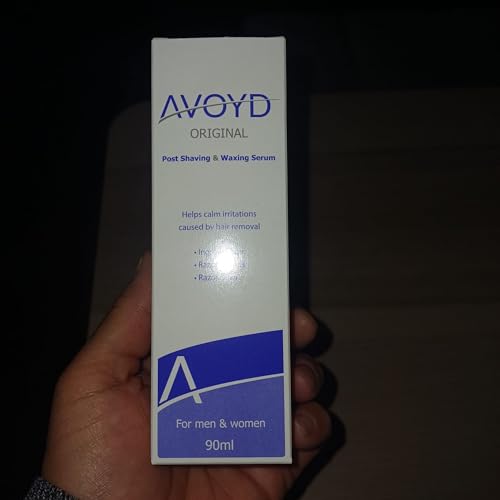 AVOYD
ORIGINAL
Post Shaving & Waxing Serum
Helps calm irritations
caused by hair removal
For men & women
90ml